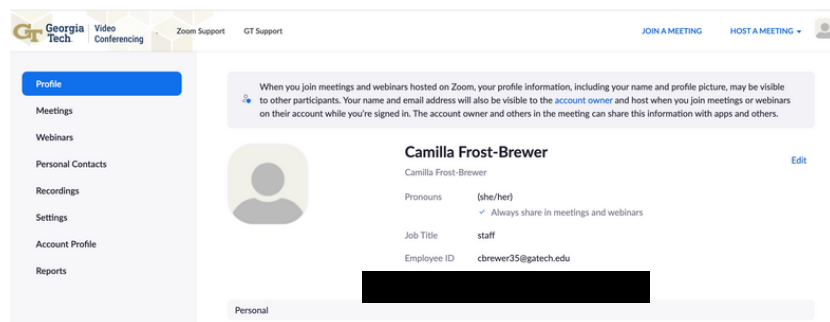 GT Georgia Tech Video Conferencing Zoom Support GT Support JOIN A MEETING HOST A MEETING
Profile
Meetings
Webinars
Personal Contacts
Recordings
Settings
Account Profile
Reports
When you join meetings and webinars hosted on Zoom, your profile information, including your name and profile picture, may be visible
to other participants. Your name and email address will also be visible to the account owner and host when you join meetings or webinars
on their account while you're signed in. The account owner and others in the meeting can share this information with apps and others.
Camilla Frost-Brewer
Edit
Camilla Frost-Brewer
Pronouns (she/her)
Always share in meetings and webinars
Job Title staff
Employee ID cbrewer35@gatech.edu
Personal